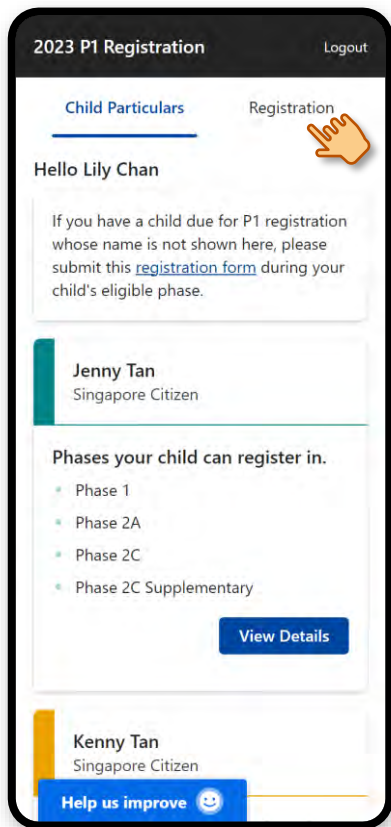 2023 P1 Registration Logout
Child Particulars Registration
Hello Lily Chan
If you have a child due for P1 registration
whose name is not shown here, please
submit this registration form during your
child's eligible phase.
Jenny Tan
Singapore Citizen
Phases your child can register in.
Phase 1
Phase 2A
Phase 2C
Phase 2C Supplementary
View Details
Kenny Tan
Singapore Citizen
Help us improve